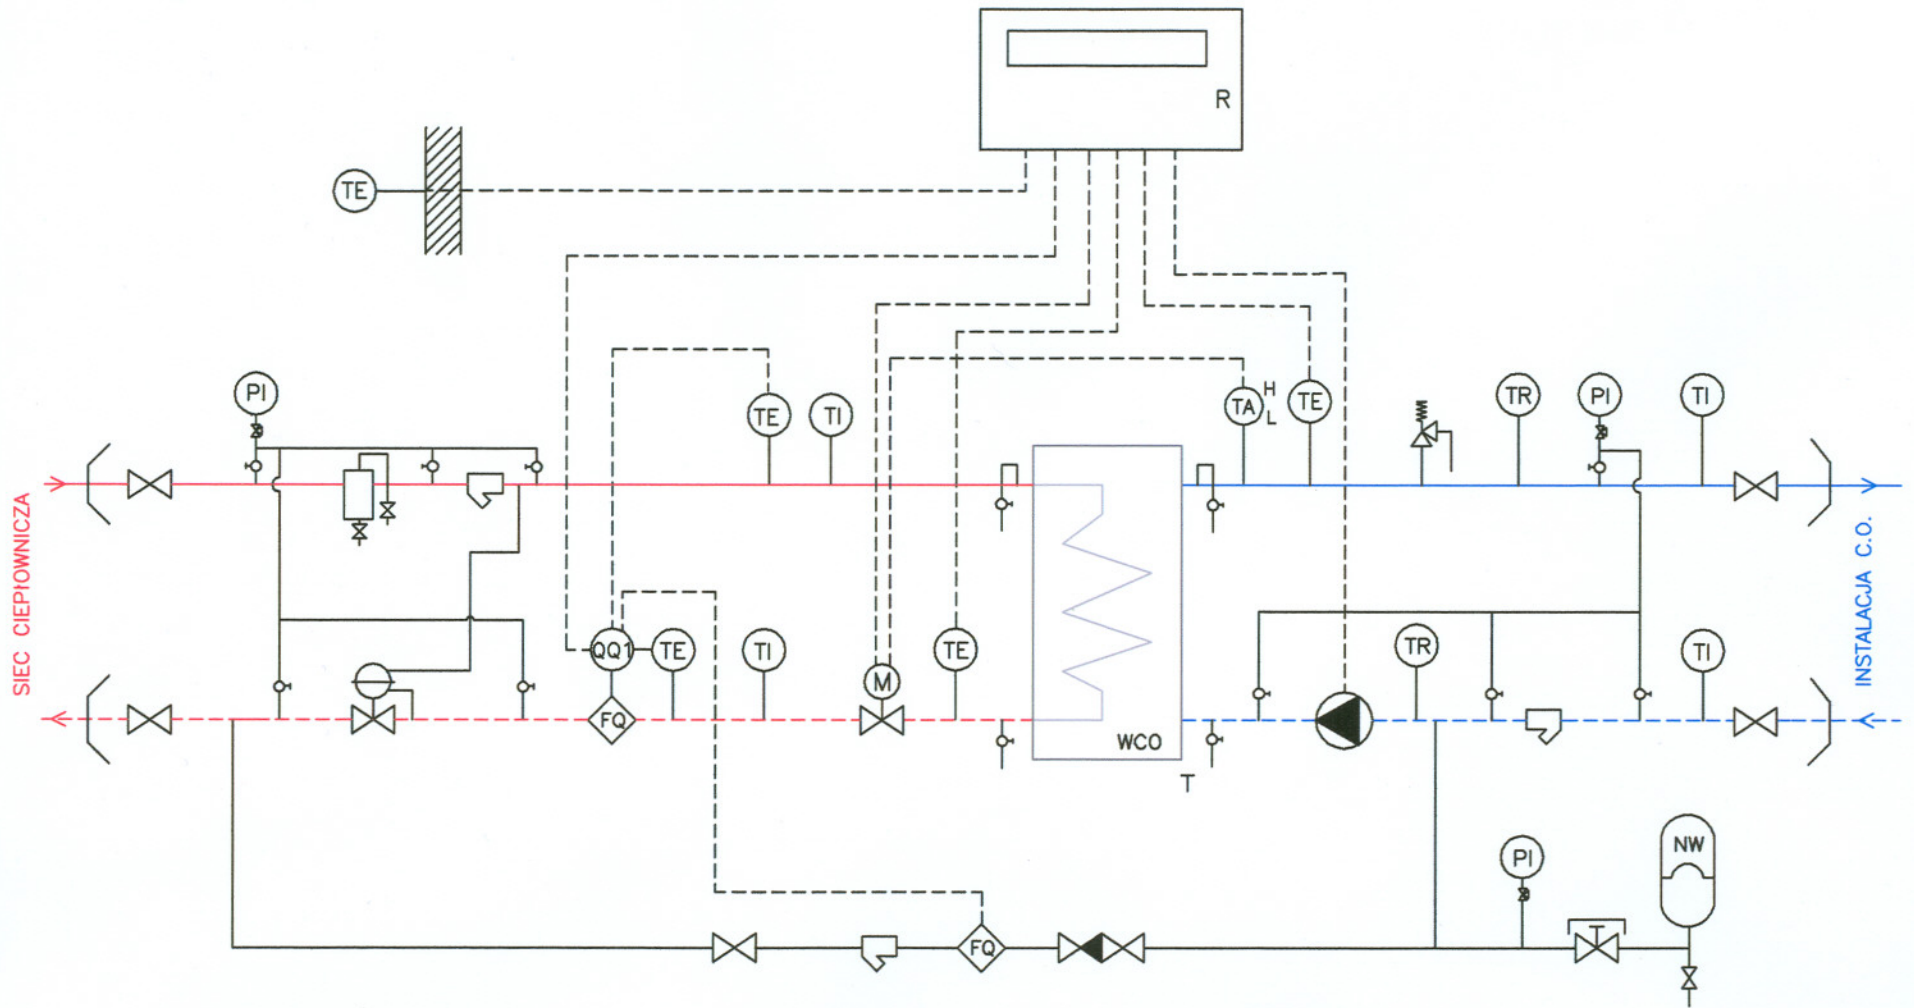 R
TE
PI
TE
TI
TA
H
L
TE
TR
PI
TI
SIEC CIEPŁOWNICZA
INSTALACJA C.O.
QQ1
TE
TI
M
TE
TR
TI
FQ
WCO
T
PI
NW
FQ